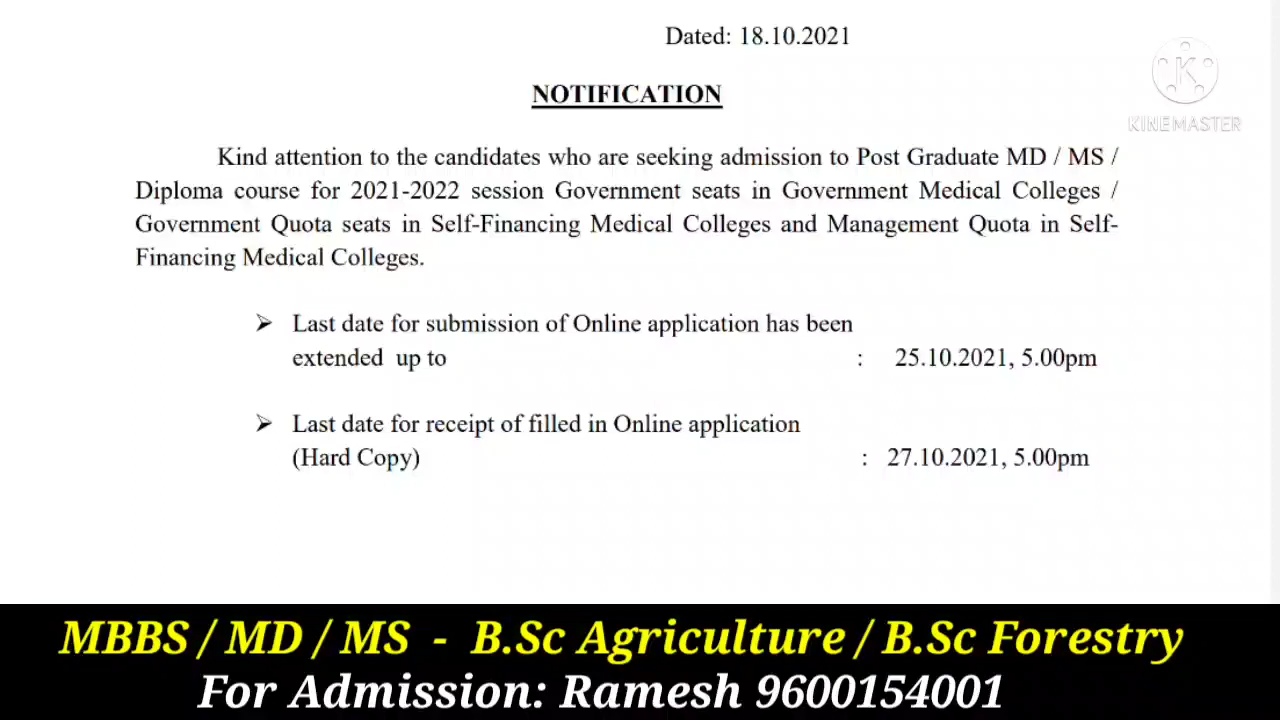 Dated: 18.10.2021
KINEMASTER
NOTIFICATION
Kind attention to the candidates who are seeking admission to Post Graduate MD / MS /
Diploma course for 2021-2022 session Government seats in Government Medical Colleges /
Government Quota seats in Self-Financing Medical Colleges and Management Quota in Self-
Financing Medical Colleges.
➢ Last date for submission of Online application has been
extended up to : 25.10.2021, 5.00pm
➢ Last date for receipt of filled in Online application
(Hard Copy) : 27.10.2021, 5.00pm
MBBS / MD / MS - B.Sc Agriculture / B.Sc Forestry
For Admission: Ramesh 9600154001